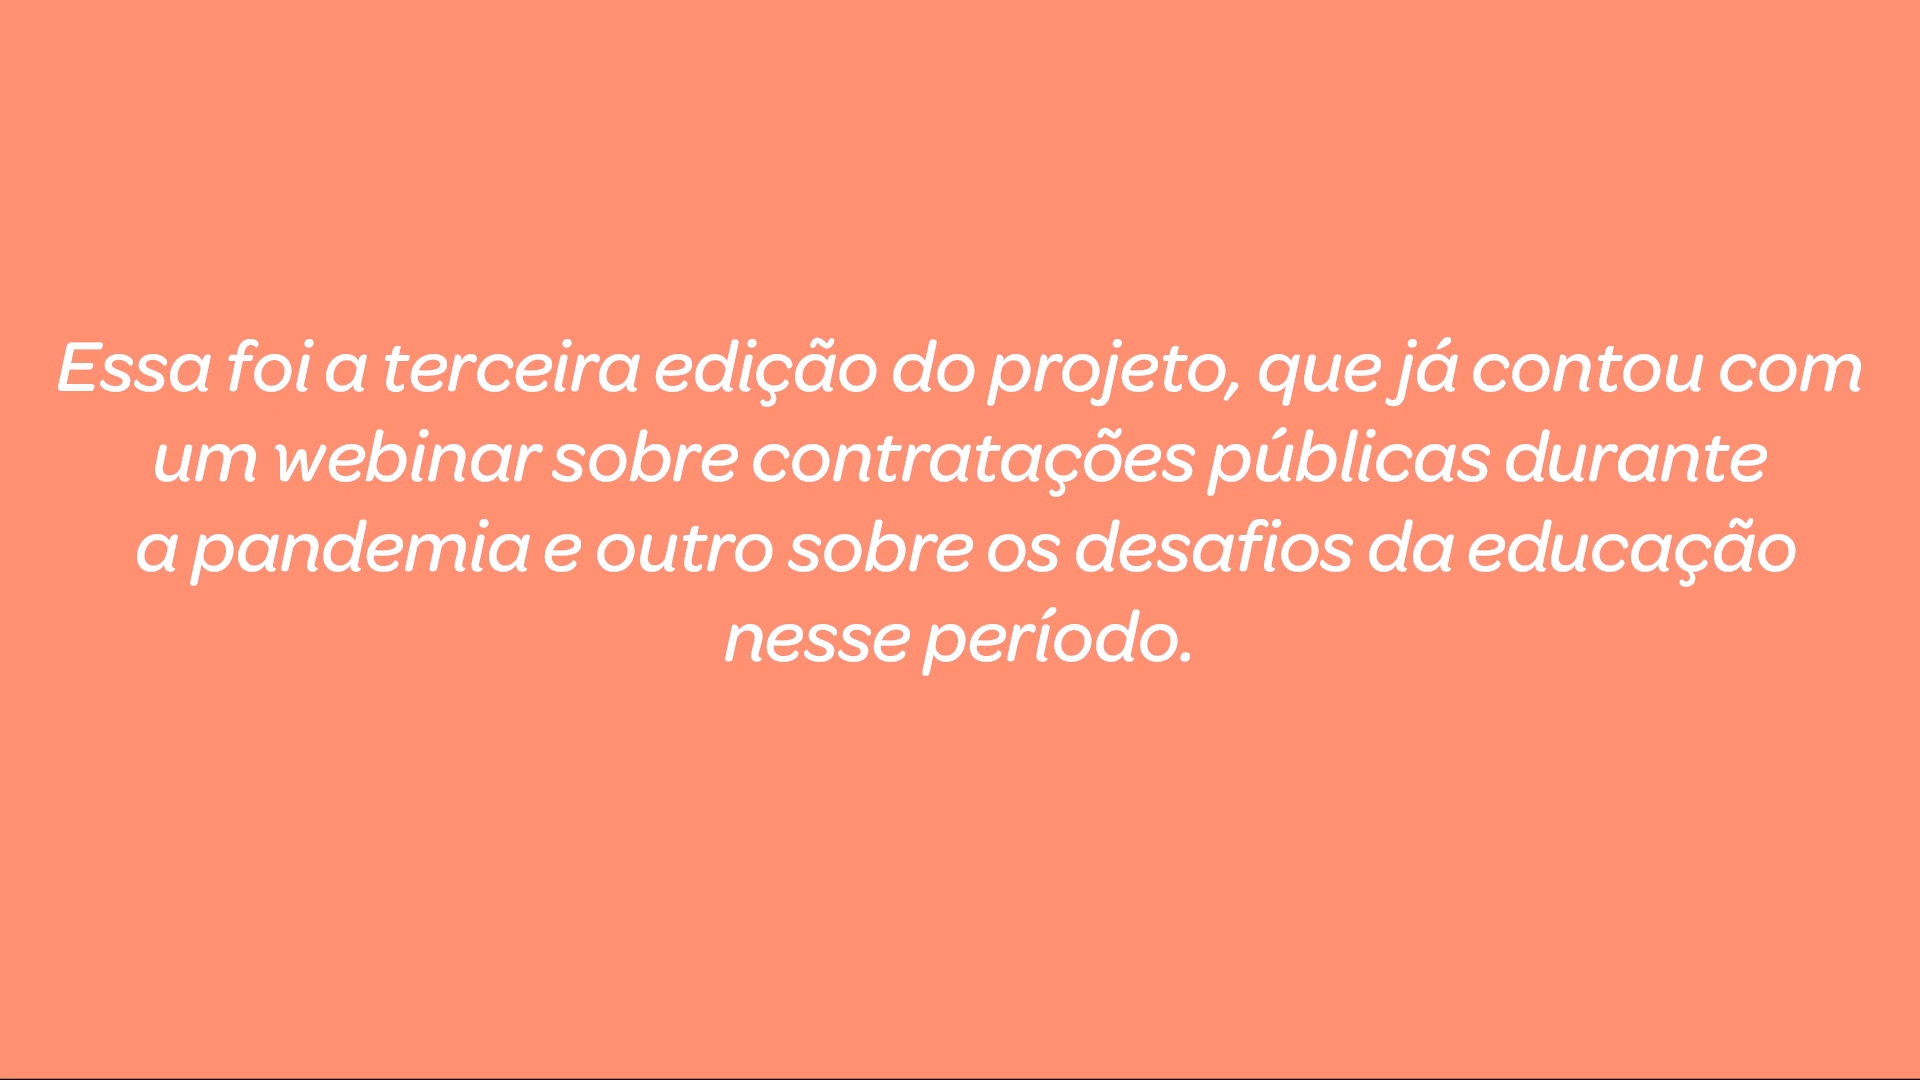 Essa foi a terceira edição do projeto, que já contou com
um webinar sobre contratações públicas durante
a pandemia e outro sobre os desafios da educação
nesse período.